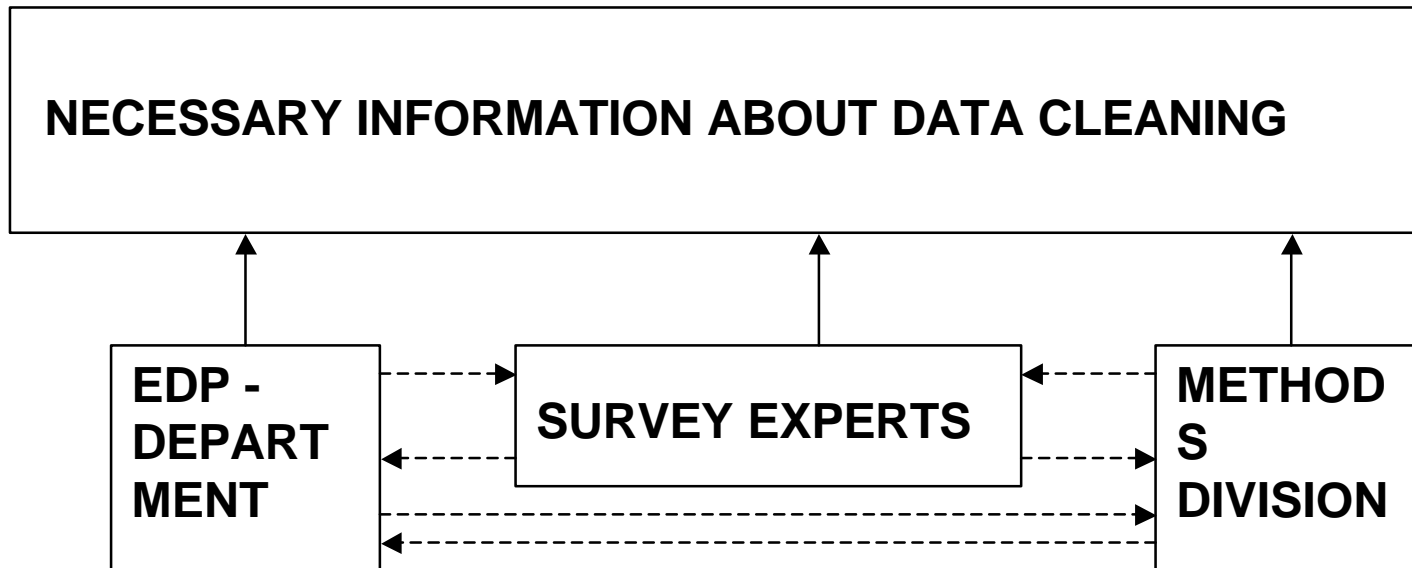 NECESSARY INFORMATION ABOUT DATA CLEANING
EDP -
DEPART
MENT
SURVEY EXPERTS
METHOD
S
DIVISION